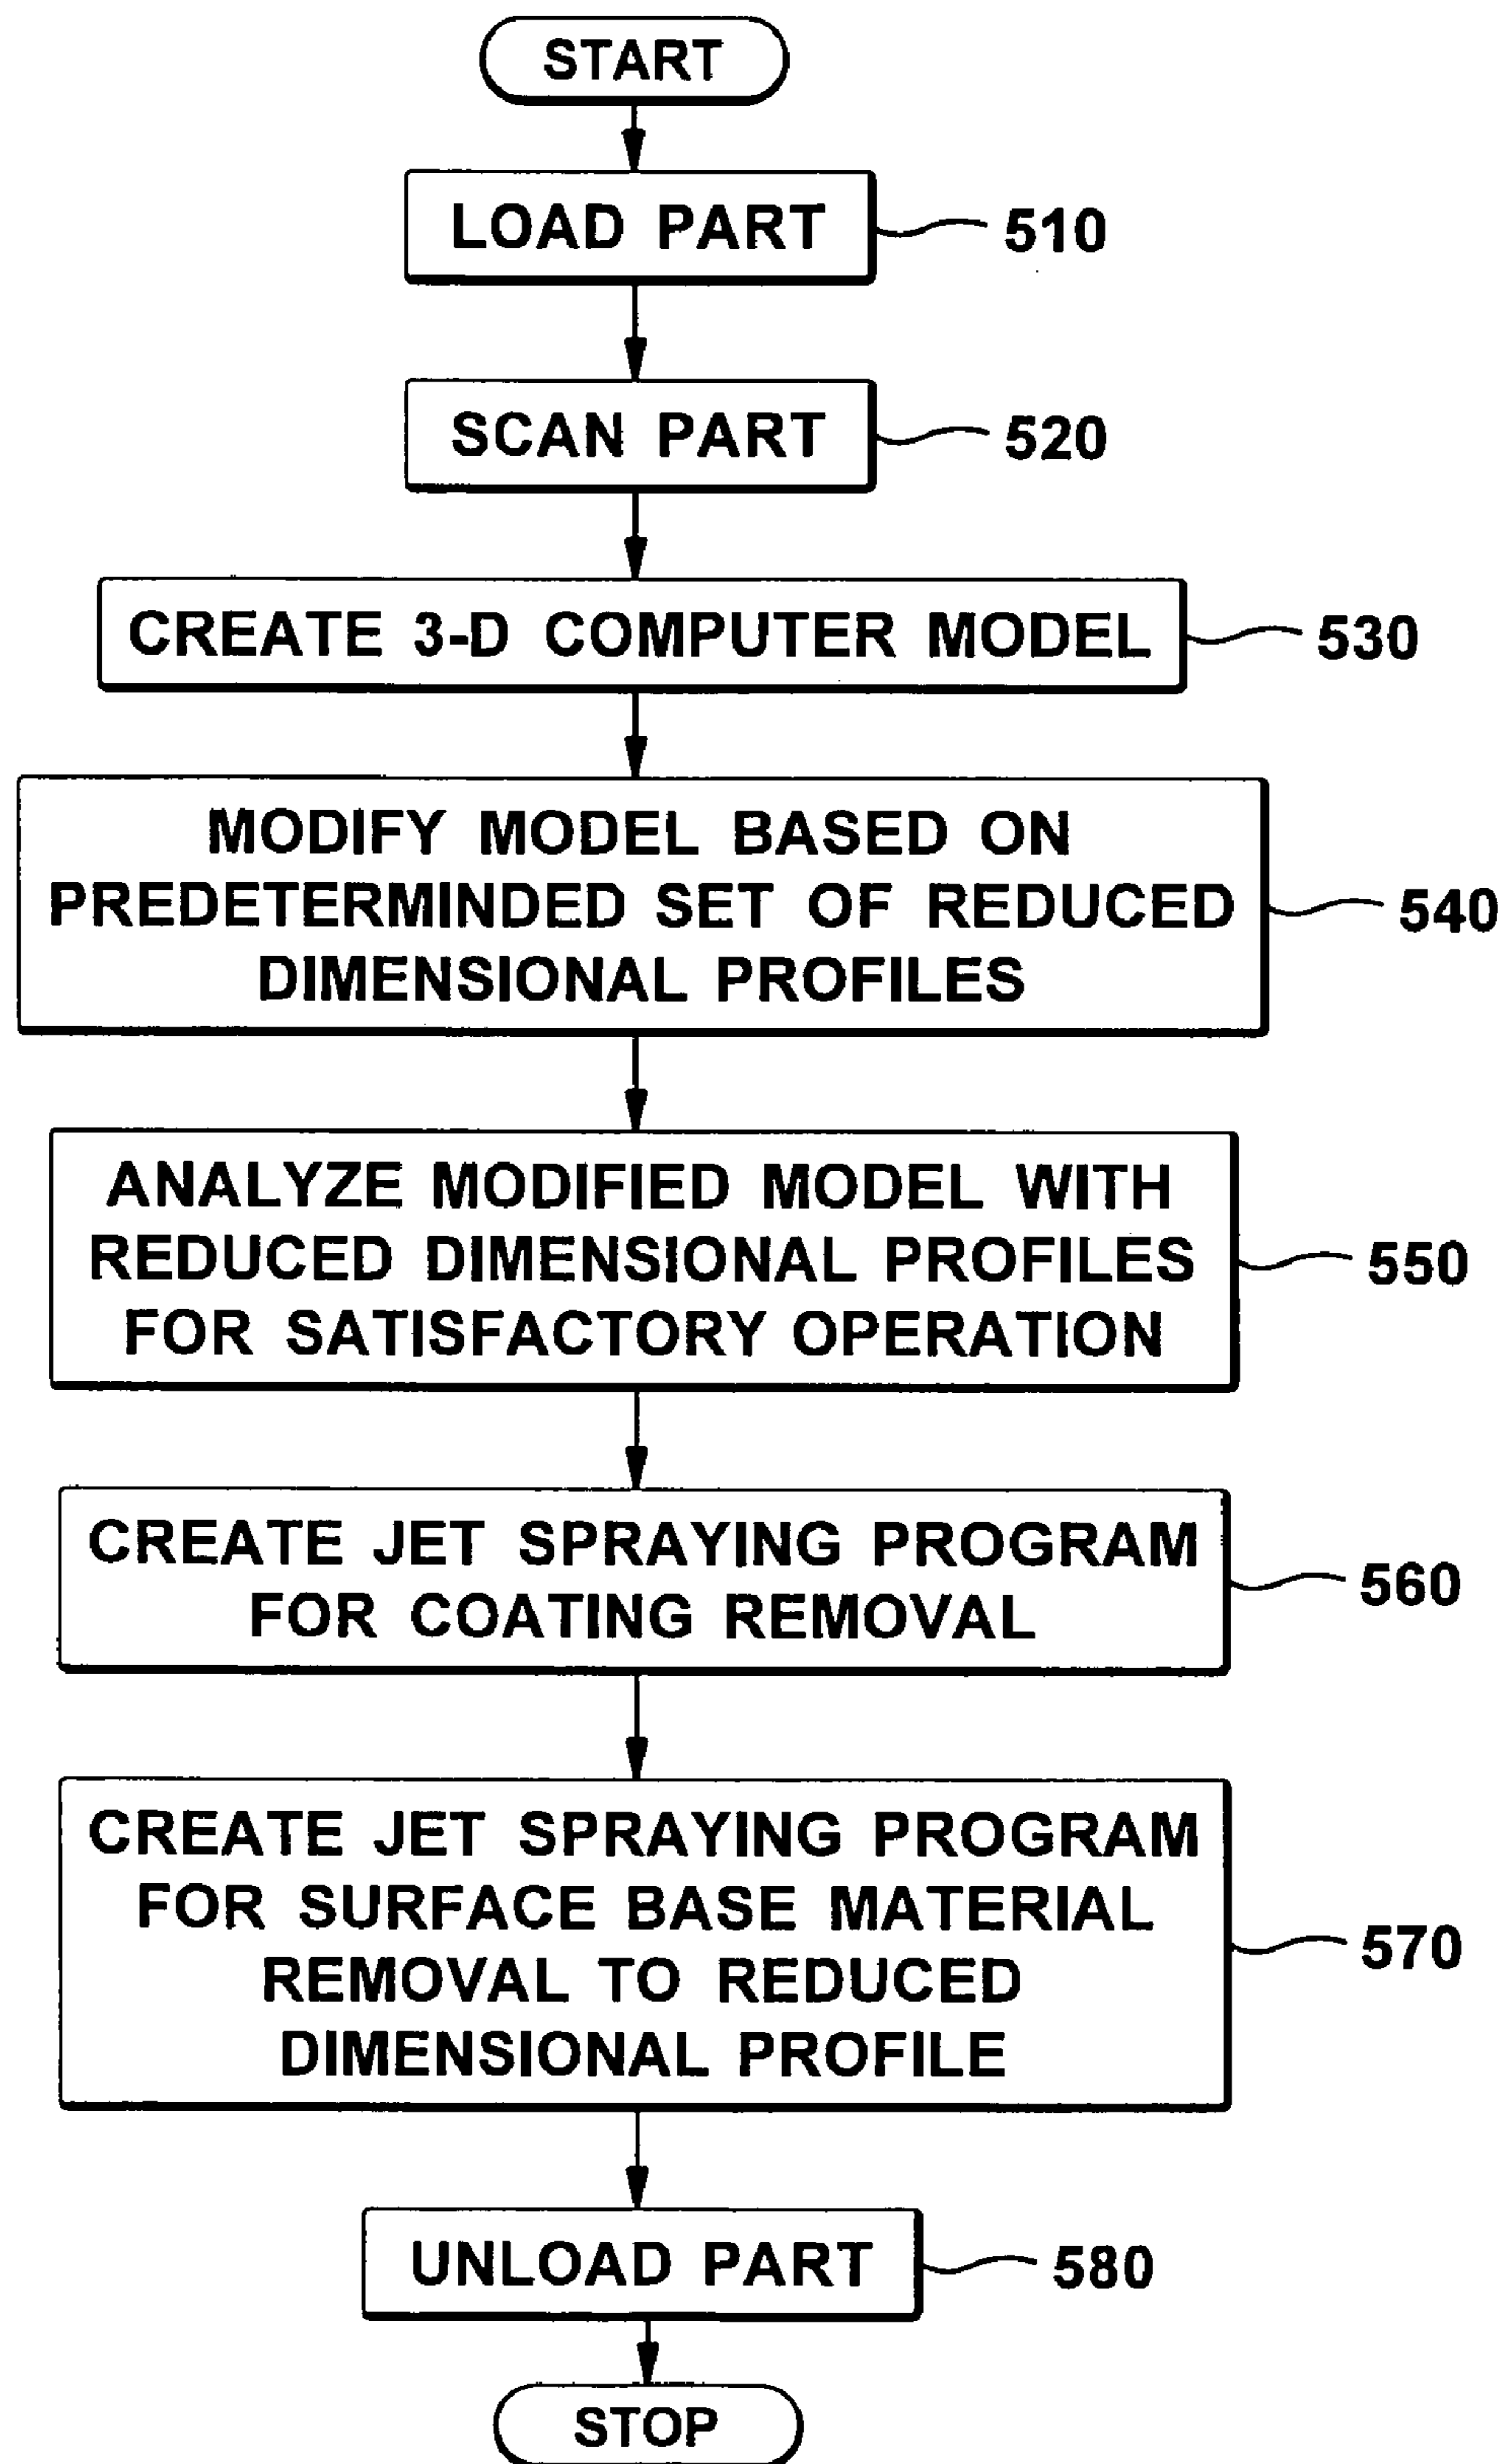 START
LOAD PART
510
SCAN PART
520
CREATE 3-D COMPUTER MODEL
530
MODIFY MODEL BASED ON
PREDETERMINDED SET OF REDUCED
DIMENSIONAL PROFILES
540
ANALYZE MODIFIED MODEL WITH
REDUCED DIMENSIONAL PROFILES
FOR SATISFACTORY OPERATION
550
CREATE JET SPRAYING PROGRAM
FOR COATING REMOVAL
560
CREATE JET SPRAYING PROGRAM
FOR SURFACE BASE MATERIAL
REMOVAL TO REDUCED
DIMENSIONAL PROFILE
570
UNLOAD PART
580
STOP